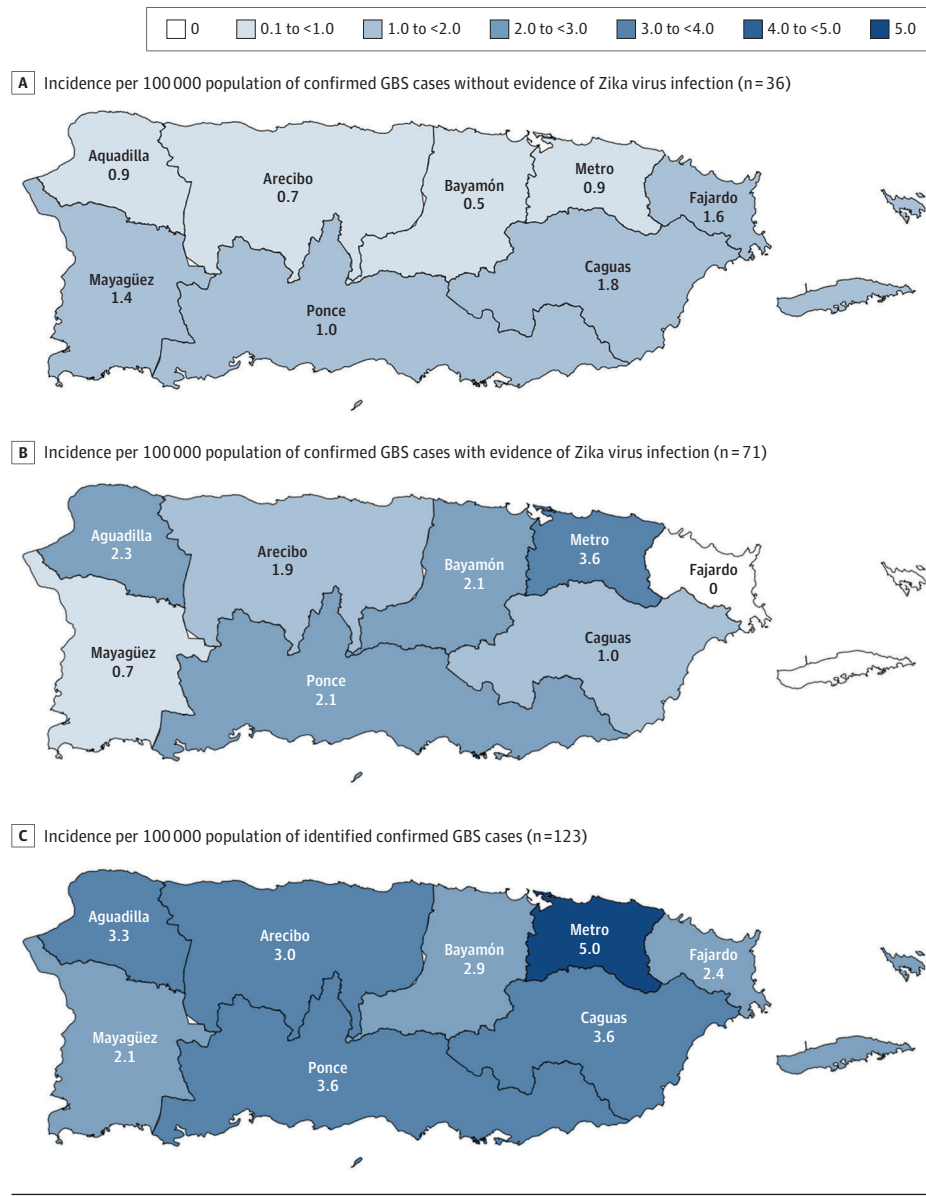 0 0.1 to <1.0 1.0 to <2.0 2.0 to <3.0 3.0 to <4.0 4.0 to <5.0 5.0
A Incidence per 100 000 population of confirmed GBS cases without evidence of Zika virus infection (n = 36)
Aquadilla
0.9
Arecibo
0.7
Bayamón
0.5
Metro
0.9
Fajardo
1.6
Mayagüez
1.4
Ponce
1.0
Caguas
1.8
B Incidence per 100 000 population of confirmed GBS cases with evidence of Zika virus infection (n = 71)
Aguadilla
2.3
Arecibo
1.9
Bayamón
2.1
Metro
3.6
Fajardo
0
Mayagüez
0.7
Ponce
2.1
Caguas
1.0
C Incidence per 100 000 population of identified confirmed GBS cases (n = 123)
Aguadilla
3.3
Arecibo
3.0
Bayamón
2.9
Metro
5.0
Fajardo
2.4
Mayagüez
2.1
Ponce
3.6
Caguas
3.6